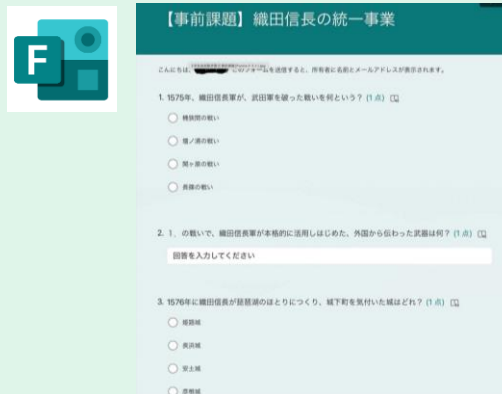 F
【事前課題】織田信長の統一事業
こんにちは、 このフォームを送信すると、所有者に名前とメールアドレスが表示されます。
1. 1575年、織田信長軍が、武田軍を破った戦いを何という？ (1 点)
桶狭間の戦い
壇ノ浦の戦い
関ヶ原の戦い
長篠の戦い
2. １、の戦いで、織田信長軍が本格的に活用しはじめた、外国から伝わった武器は何？ (1 点)
回答を入力してください
3. 1576年に織田信長が琵琶湖のほとりにつくり、城下町を気付いた城はどれ？ (1 点)
姫路城
長浜城
安土城
彦根城